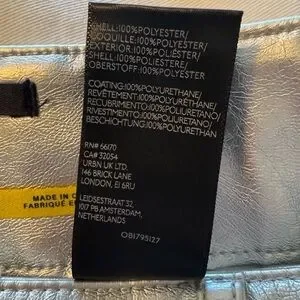 SHELL:100%POLYESTER/
COQUILLE:100%POLYESTER/
EXTERIOR:100%POLIÉSTER/
SHELL:100%POLYESTERE/
OBERSTOFF: 100%POLYESTER
COATING:100%POLYURETHANE/
REVÊTEMENT:100%POLYURÉTHANE/
RECUBRIMIENTO:100%POLIURETANO/
RIVESTIMENTO:100%POLIURETANO/
BESCHICHTUNG:100%POLYURETHAN
RN# 66170
CA# 32054
URBN UK LTD.
146 BRICK LANE
LONDON, E1 6RU
LEIDSESTRAAT 32,
1017 PB AMSTERDAM,
NETHERLANDS
OB1795127
MADE IN
FABRIQUÉ